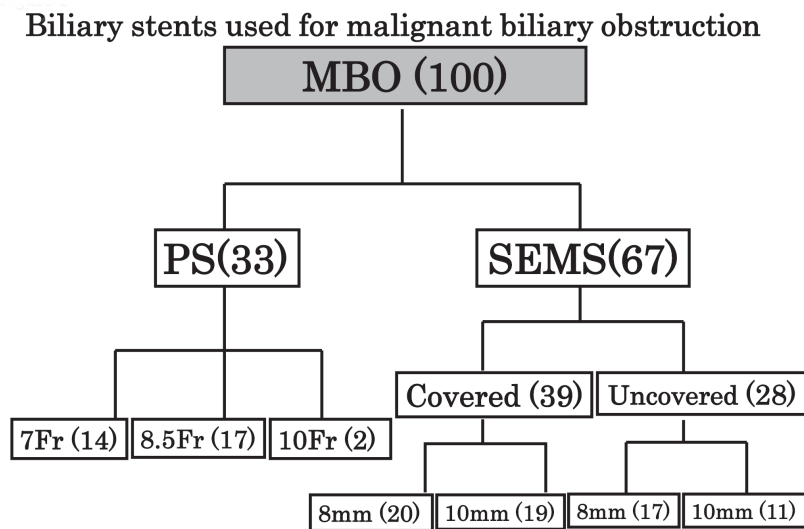 Biliary stents used for malignant biliary obstruction
MBO (100)
PS(33)
SEMS(67)
Covered (39)
Uncovered (28)
7Fr (14)
8.5Fr (17)
10Fr (2)
8mm (20)
10mm (19)
8mm (17)
10mm (11)